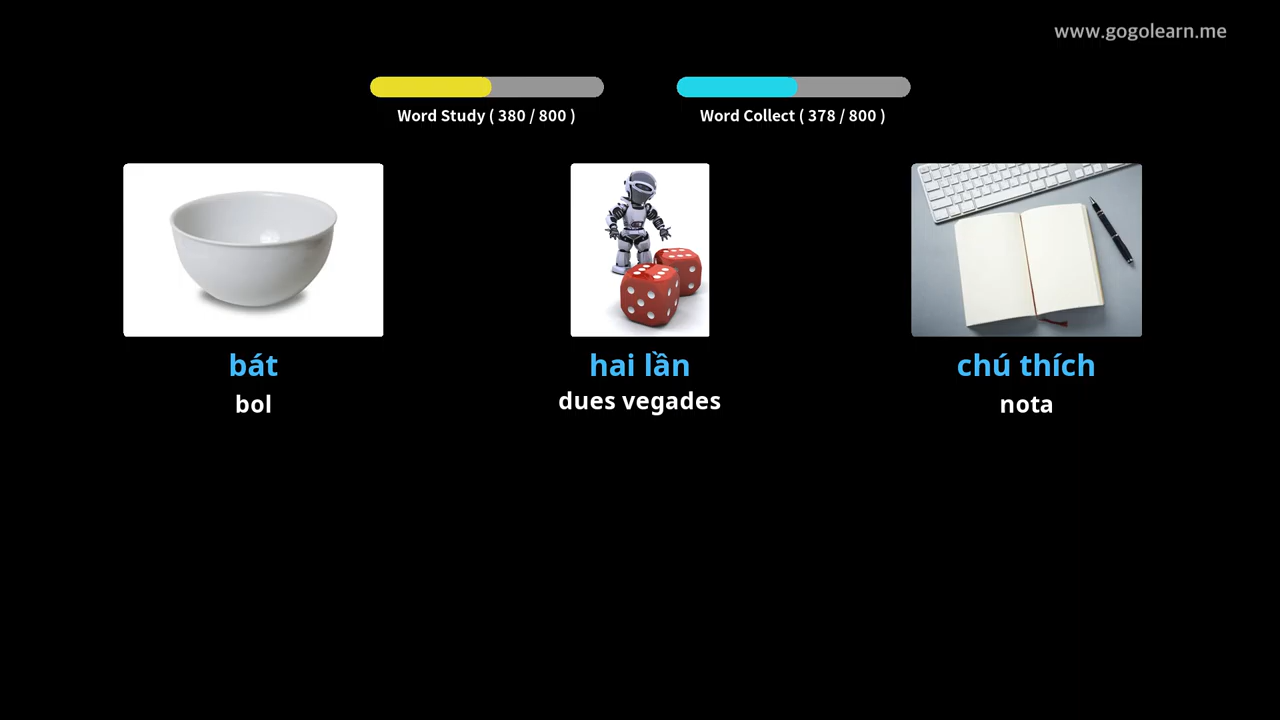 www.gogolearn.me
Word Study ( 380 / 800 )
Word Collect ( 378 / 800 )
bát
bol
hai lần
dues vegades
chú thích
nota